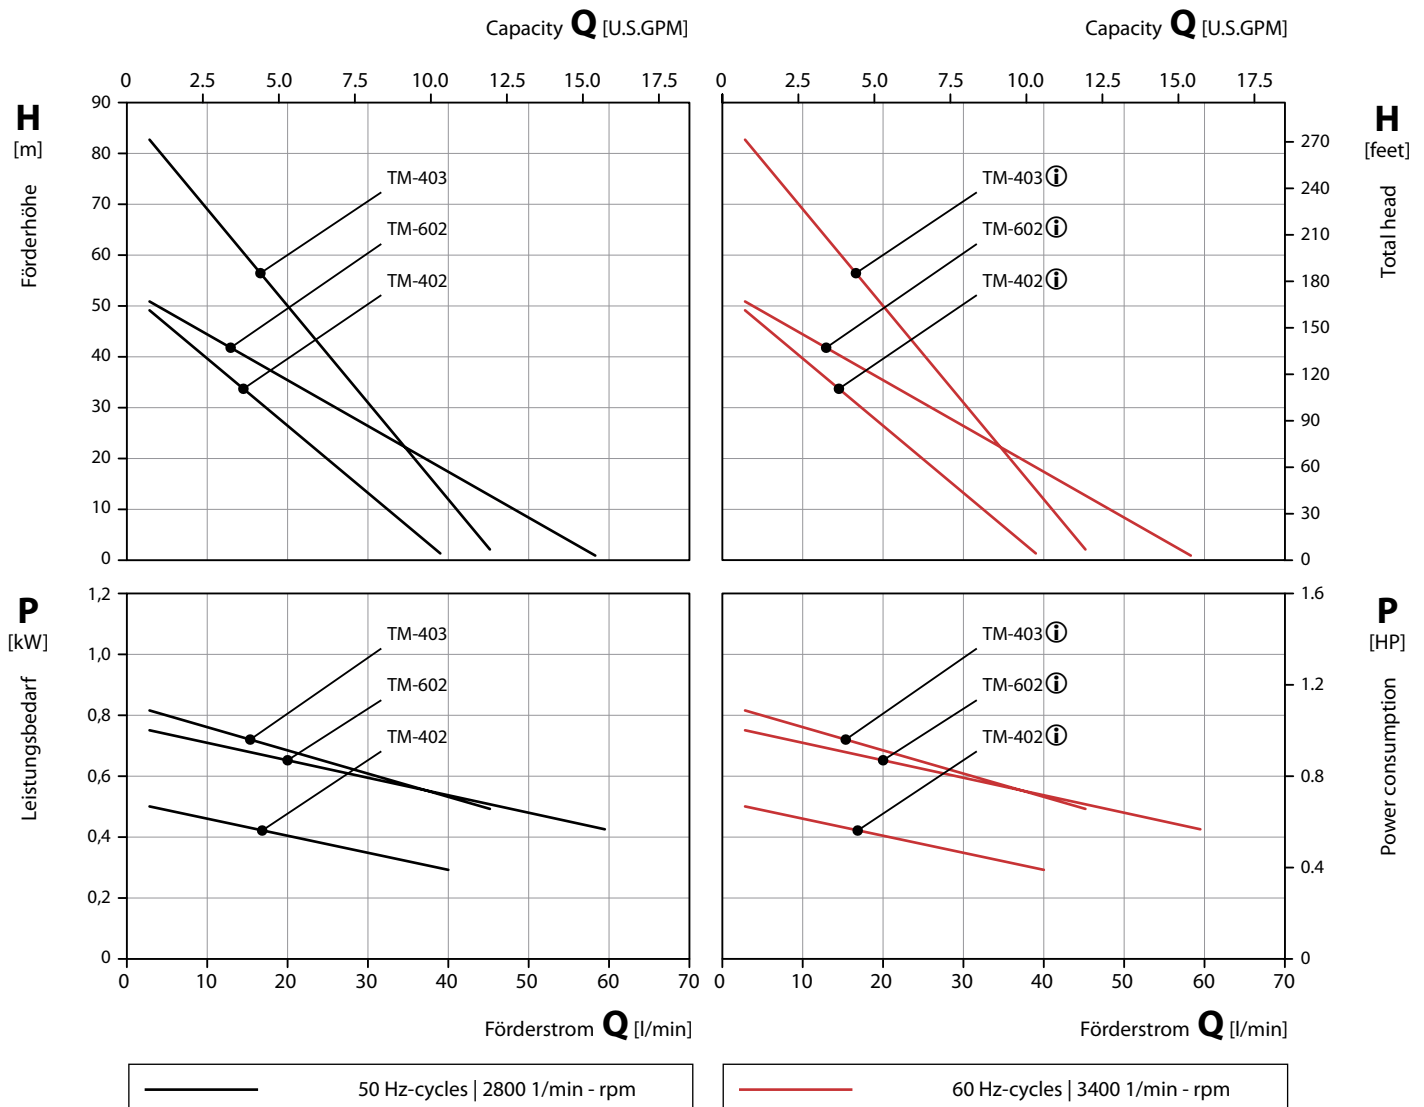 Capacity Q [U.S.GPM]
Capacity Q [U.S.GPM]
0 2.5 5.0 7.5 10.0 12.5 15.0 17.5
0 2.5 5.0 7.5 10.0 12.5 15.0 17.5
H
[m]
Förderhöhe
90
80
70
60
50
40
30
20
10
0
TM-403
TM-602
TM-402
TM-403 i
TM-602 i
TM-402 i
H
[feet]
Total head
270
240
210
180
150
120
90
60
30
0
P
[kW]
Leistungsbedarf
1,2
1,0
0,8
0,6
0,4
0,2
0
TM-403
TM-602
TM-402
TM-403 i
TM-602 i
TM-402 i
P
[HP]
Power consumption
1.6
1.2
0.8
0.4
0
0 10 20 30 40 50 60 70
0 10 20 30 40 50 60 70
Förderstrom Q [l/min]
Förderstrom Q [l/min]
50 Hz-cycles | 2800 1/min - rpm
60 Hz-cycles | 3400 1/min - rpm